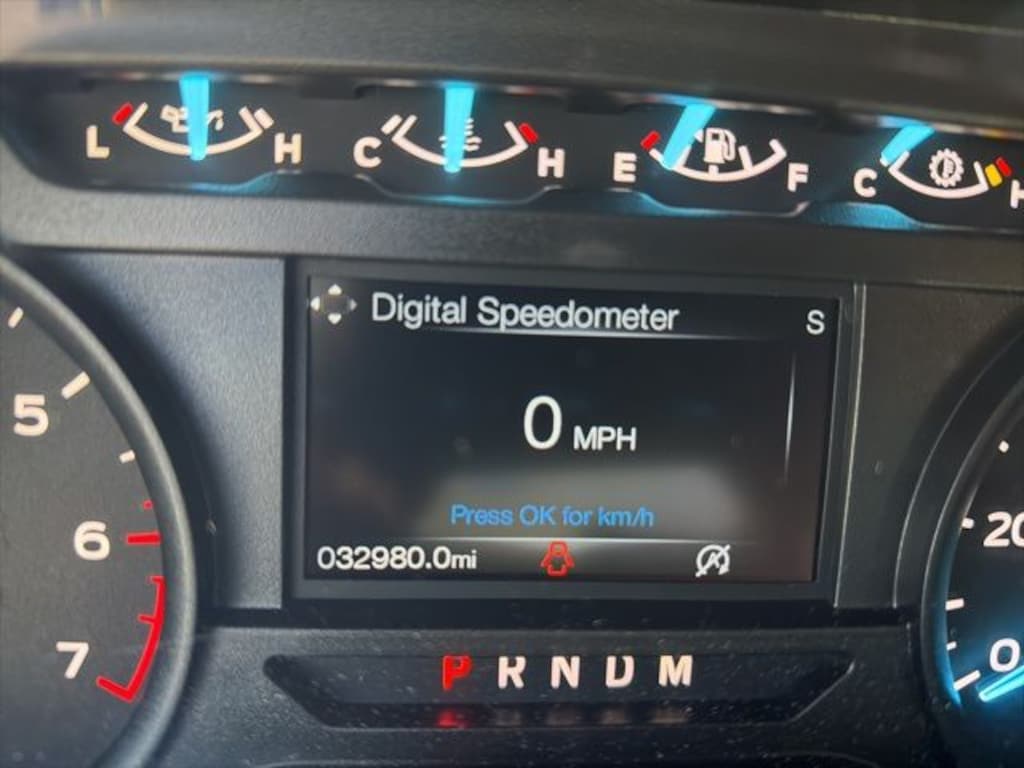 L H C H E F C H
Digital Speedometer S
5
0 MPH
6
Press OK for km/h
20
032980.0mi
7
P R N D M
0